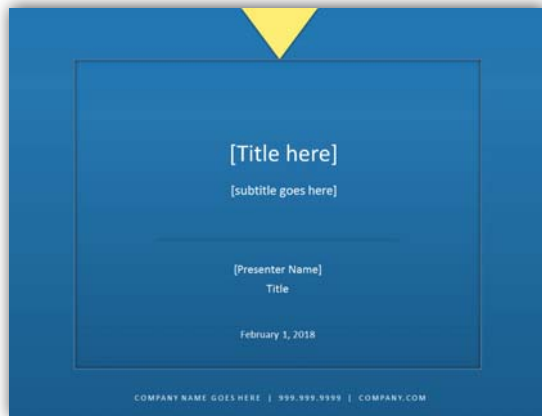 [Title here]
[subtitle goes here]
[Presenter Name]
Title
February 1, 2018
COMPANY NAME GOES HERE | 999.999.9999 | COMPANY.COM